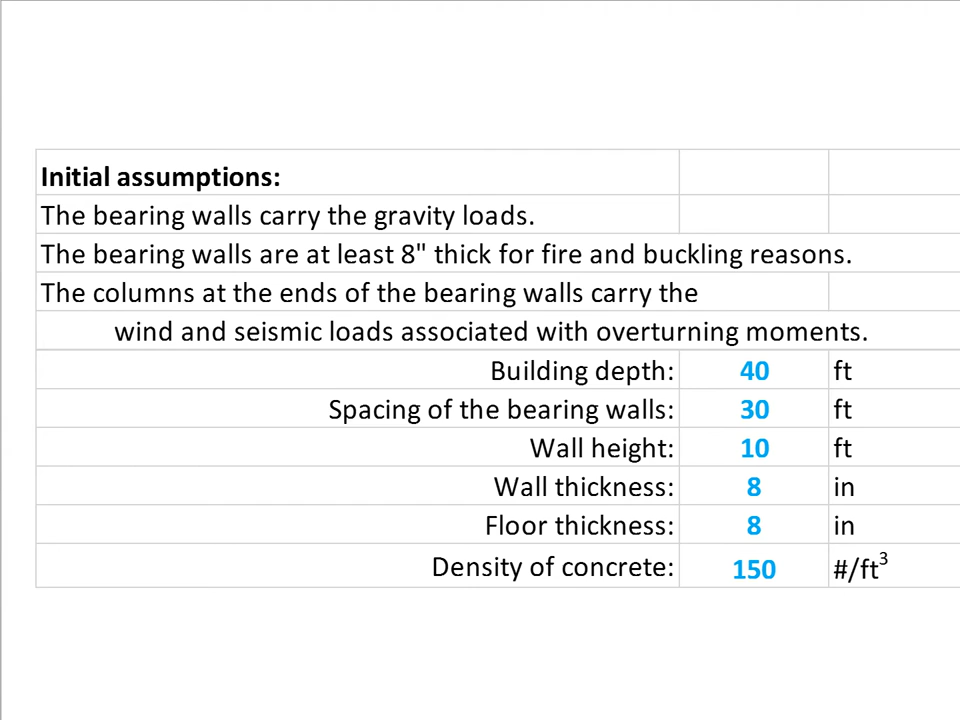 Initial assumptions:
The bearing walls carry the gravity loads.
The bearing walls are at least 8" thick for fire and buckling reasons.
The columns at the ends of the bearing walls carry the
wind and seismic loads associated with overturning moments.
Building depth: 40 ft
Spacing of the bearing walls: 30 ft
Wall height: 10 ft
Wall thickness: 8 in
Floor thickness: 8 in
Density of concrete: 150 #/ft³